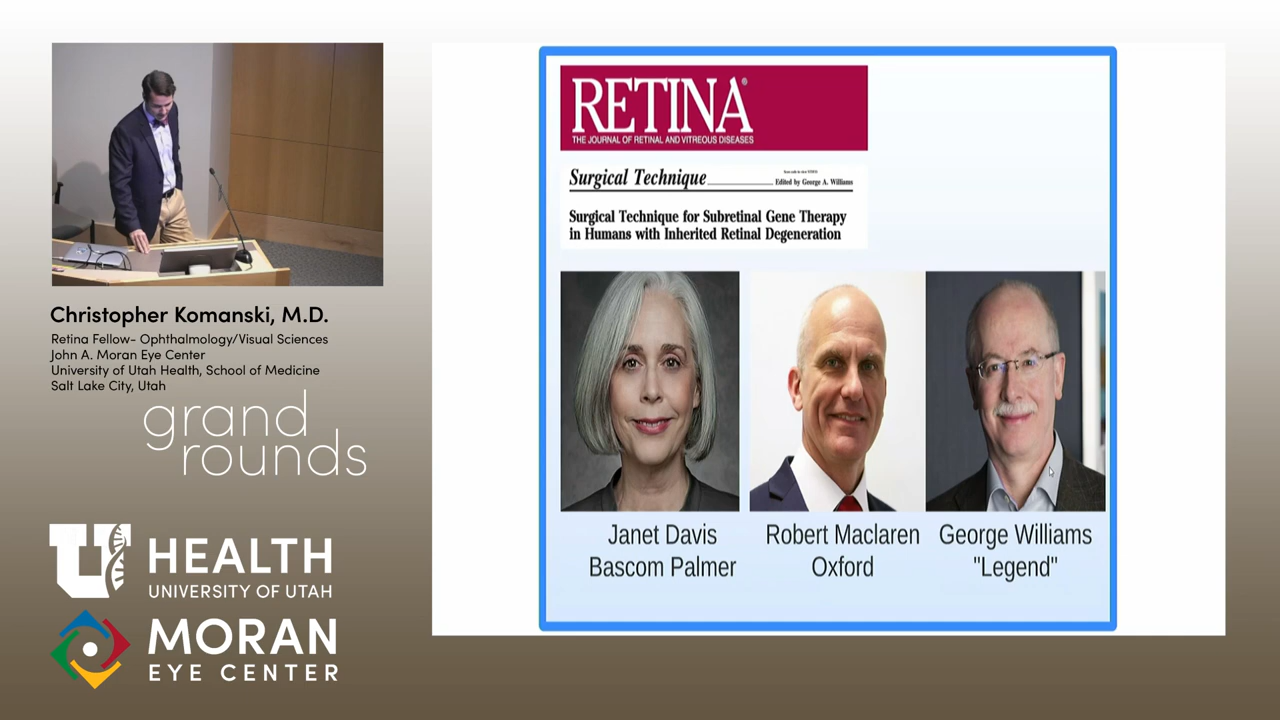 Christopher Komanski, M.D.
Retina Fellow- Ophthalmology/Visual Sciences
John A. Moran Eye Center
University of Utah Health, School of Medicine
Salt Lake City, Utah
grand
rounds
U HEALTH
UNIVERSITY OF UTAH
MORAN
EYE CENTER
RETINA®
THE JOURNAL OF RETINAL AND VITREOUS DISEASES
Surgical Technique
Edited by George A. Williams
Surgical Technique for Subretinal Gene Therapy
in Humans with Inherited Retinal Degeneration
Janet Davis
Bascom Palmer
Robert Maclaren
Oxford
George Williams
"Legend"